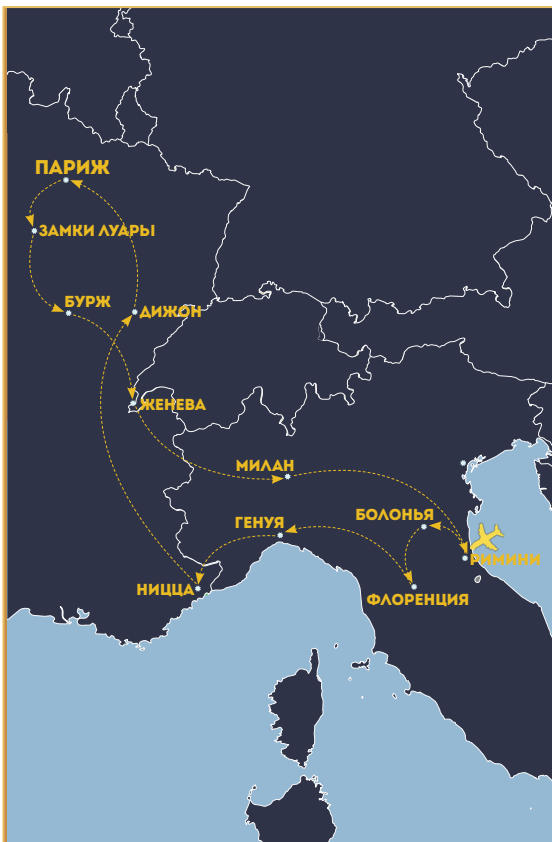 ПАРИЖ
ЗАМКИ ЛУАРЫ
БУРЖ
ДИЖОН
ЖЕНЕВА
МИЛАН
ГЕНУЯ
БОЛОНЬЯ
РИМИНИ
НИЦЦА
ФЛОРЕНЦИЯ